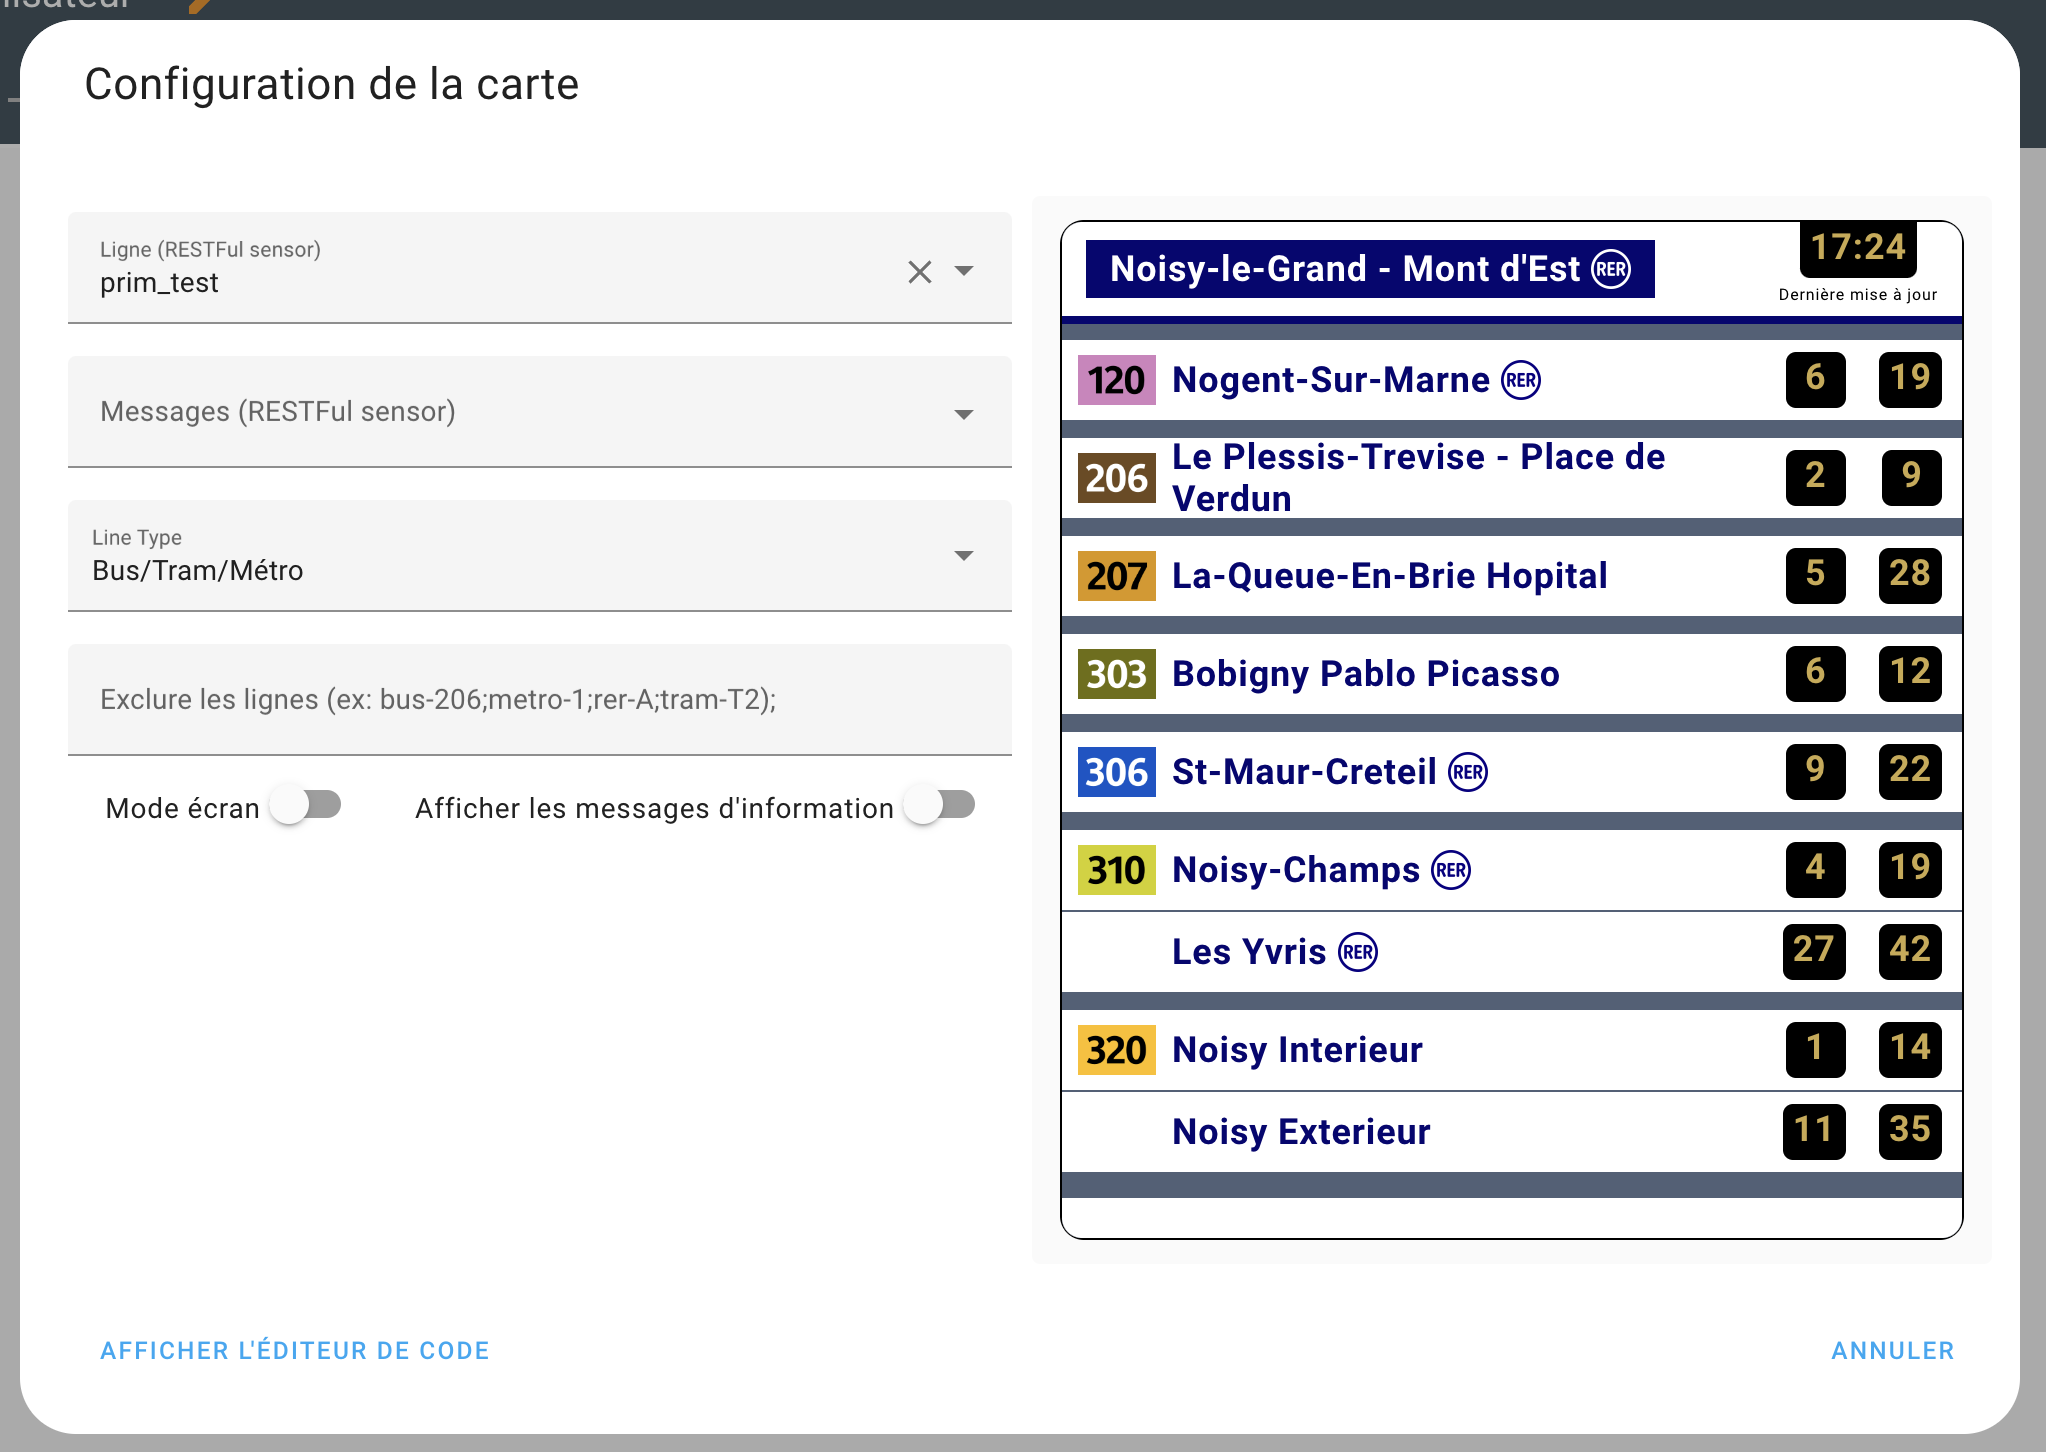 Configuration de la carte
Ligne (RESTFul sensor)
prim_test
Messages (RESTFul sensor)
Line Type
Bus/Tram/Métro
Exclure les lignes (ex: bus-206;metro-1;rer-A;tram-T2);
Mode écran
Afficher les messages d'information
Noisy-le-Grand - Mont d'Est RER
17:24
Dernière mise à jour
120 Nogent-Sur-Marne RER 6 19
206 Le Plessis-Trevise - Place de
Verdun 2 9
207 La-Queue-En-Brie Hopital 5 28
303 Bobigny Pablo Picasso 6 12
306 St-Maur-Creteil RER 9 22
310 Noisy-Champs RER 4 19
Les Yvris RER 27 42
320 Noisy Interieur 1 14
Noisy Exterieur 11 35
AFFICHER L'ÉDITEUR DE CODE
ANNULER